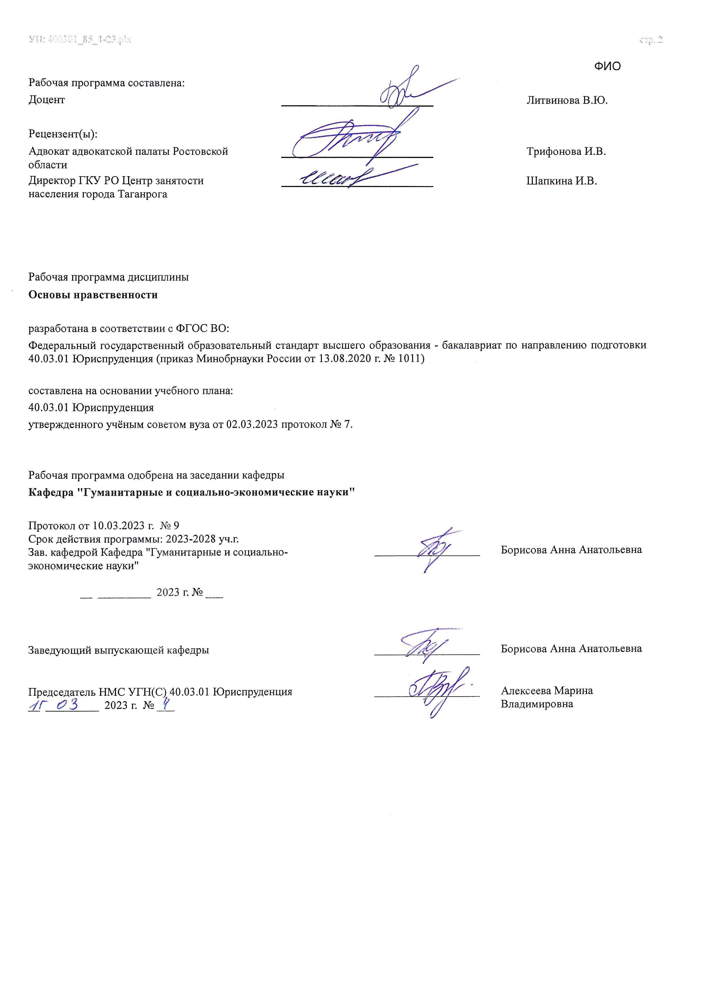 УП: 400301_85_1-23.plx стр. 2
ФИО
Рабочая программа составлена:
Доцент Литвинова В.Ю.
Рецензент(ы):
Адвокат адвокатской палаты Ростовской Трифонова И.В.
области
Директор ГКУ РО Центр занятости Шапкина И.В.
населения города Таганрога
Рабочая программа дисциплины
Основы нравственности
разработана в соответствии с ФГОС ВО:
Федеральный государственный образовательный стандарт высшего образования - бакалавриат по направлению подготовки
40.03.01 Юриспруденция (приказ Минобрнауки России от 13.08.2020 г. № 1011)
составлена на основании учебного плана:
40.03.01 Юриспруденция
утвержденного учёным советом вуза от 02.03.2023 протокол № 7.
Рабочая программа одобрена на заседании кафедры
Кафедра "Гуманитарные и социально-экономические науки"
Протокол от 10.03.2023 г. № 9
Срок действия программы: 2023-2028 уч.г.
Зав. кафедрой Кафедра "Гуманитарные и социально- Борисова Анна Анатольевна
экономические науки"
__ _________ 2023 г. № ___
Заведующий выпускающей кафедры Борисова Анна Анатольевна
Председатель НМС УГН(С) 40.03.01 Юриспруденция Алексеева Марина
15 03 2023 г. № 4 Владимировна